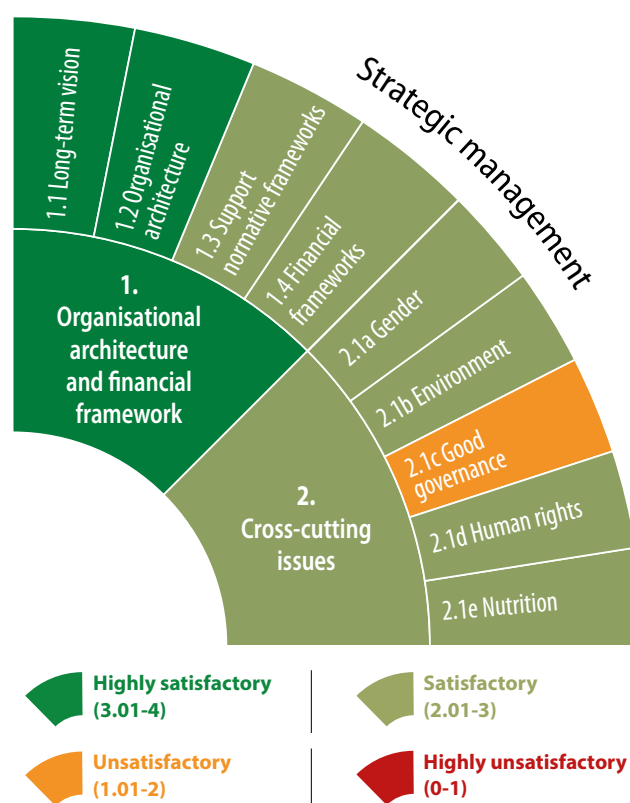 Strategic management
1.1 Long-term vision
1.2 Organisational
architecture
1.3 Support
normative frameworks
1.4 Financial
frameworks
2.1a Gender
2.1b Environment
2.1c Good
governance
2.1d Human rights
2.1e Nutrition
1.
Organisational
architecture
and financial
framework
2.
Cross-cutting
issues
Highly satisfactory
(3.01-4)
Satisfactory
(2.01-3)
Unsatisfactory
(1.01-2)
Highly unsatisfactory
(0-1)